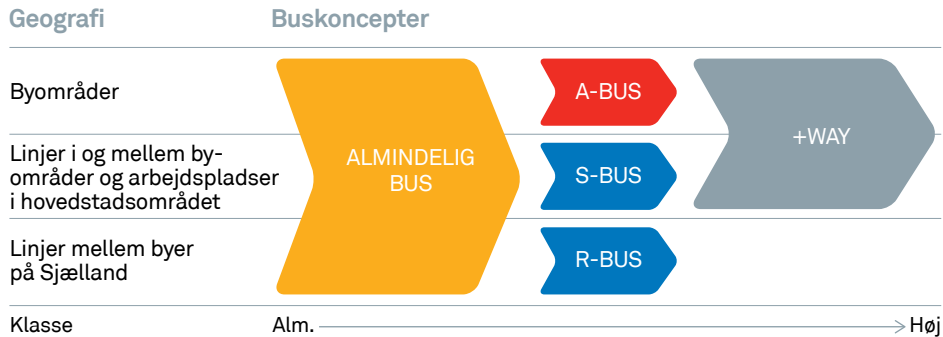 Geografi
Buskoncepter
Byområder
A-BUS
+WAY
Linjer i og mellem by-
områder og arbejdspladser
i hovedstadsområdet
ALMINDELIG
BUS
S-BUS
Linjer mellem byer
på Sjælland
R-BUS
Klasse
Alm.
Høj